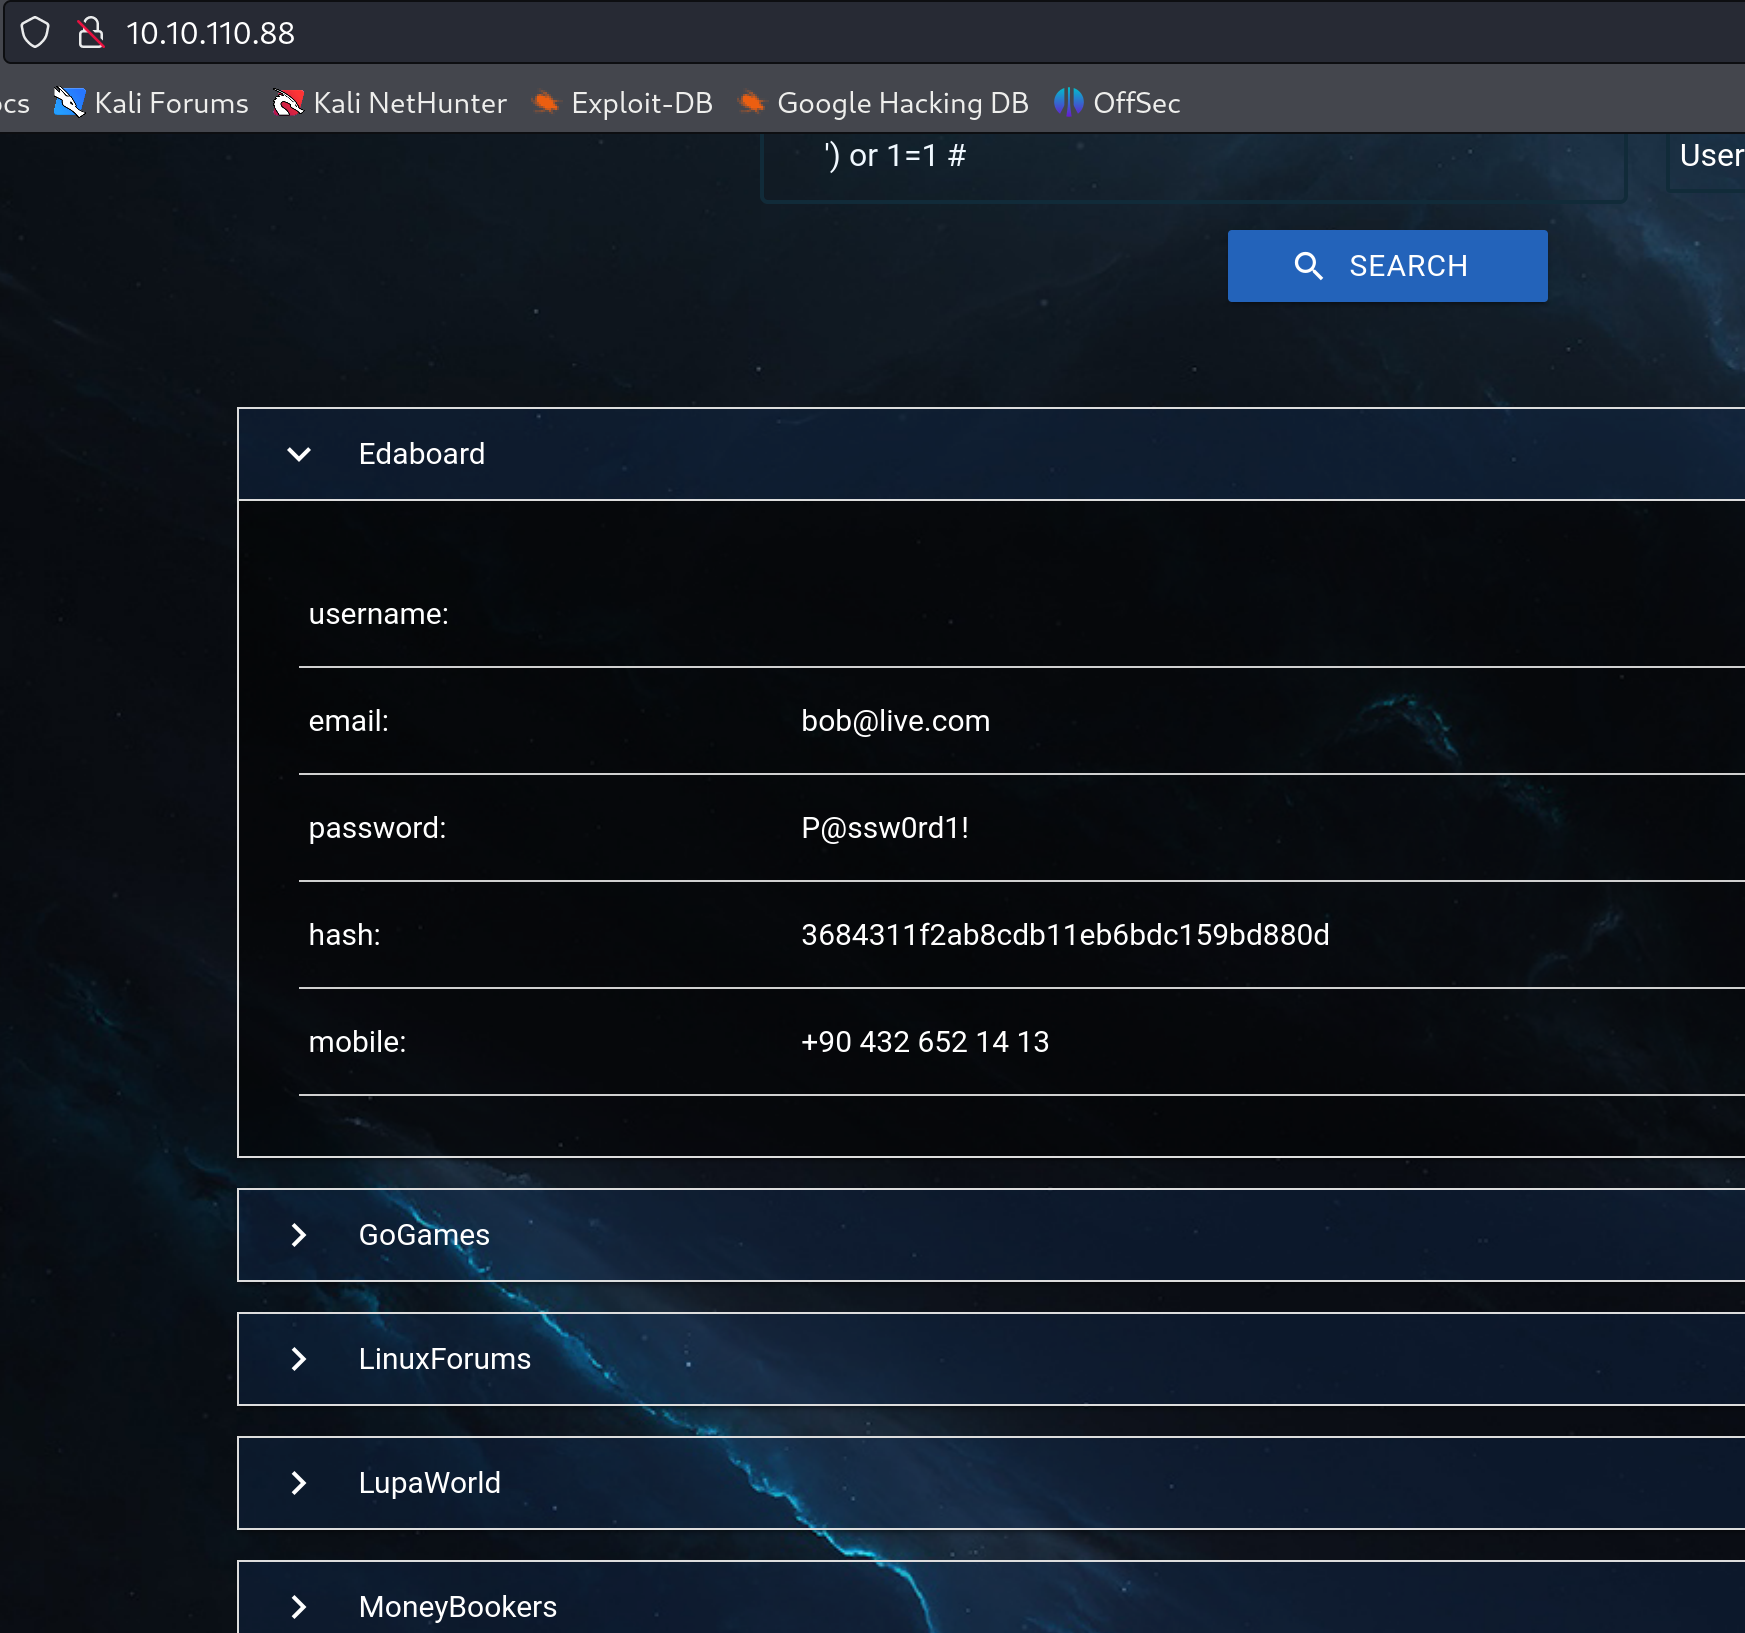 10.10.110.88
ocs Kali Forums Kali NetHunter Exploit-DB Google Hacking DB OffSec
') or 1=1 # User
SEARCH
Edaboard
username:
email: bob@live.com
password: P@ssw0rd1!
hash: 3684311f2ab8cdb11eb6bdc159bd880d
mobile: +90 432 652 14 13
GoGames
LinuxForums
LupaWorld
MoneyBookers